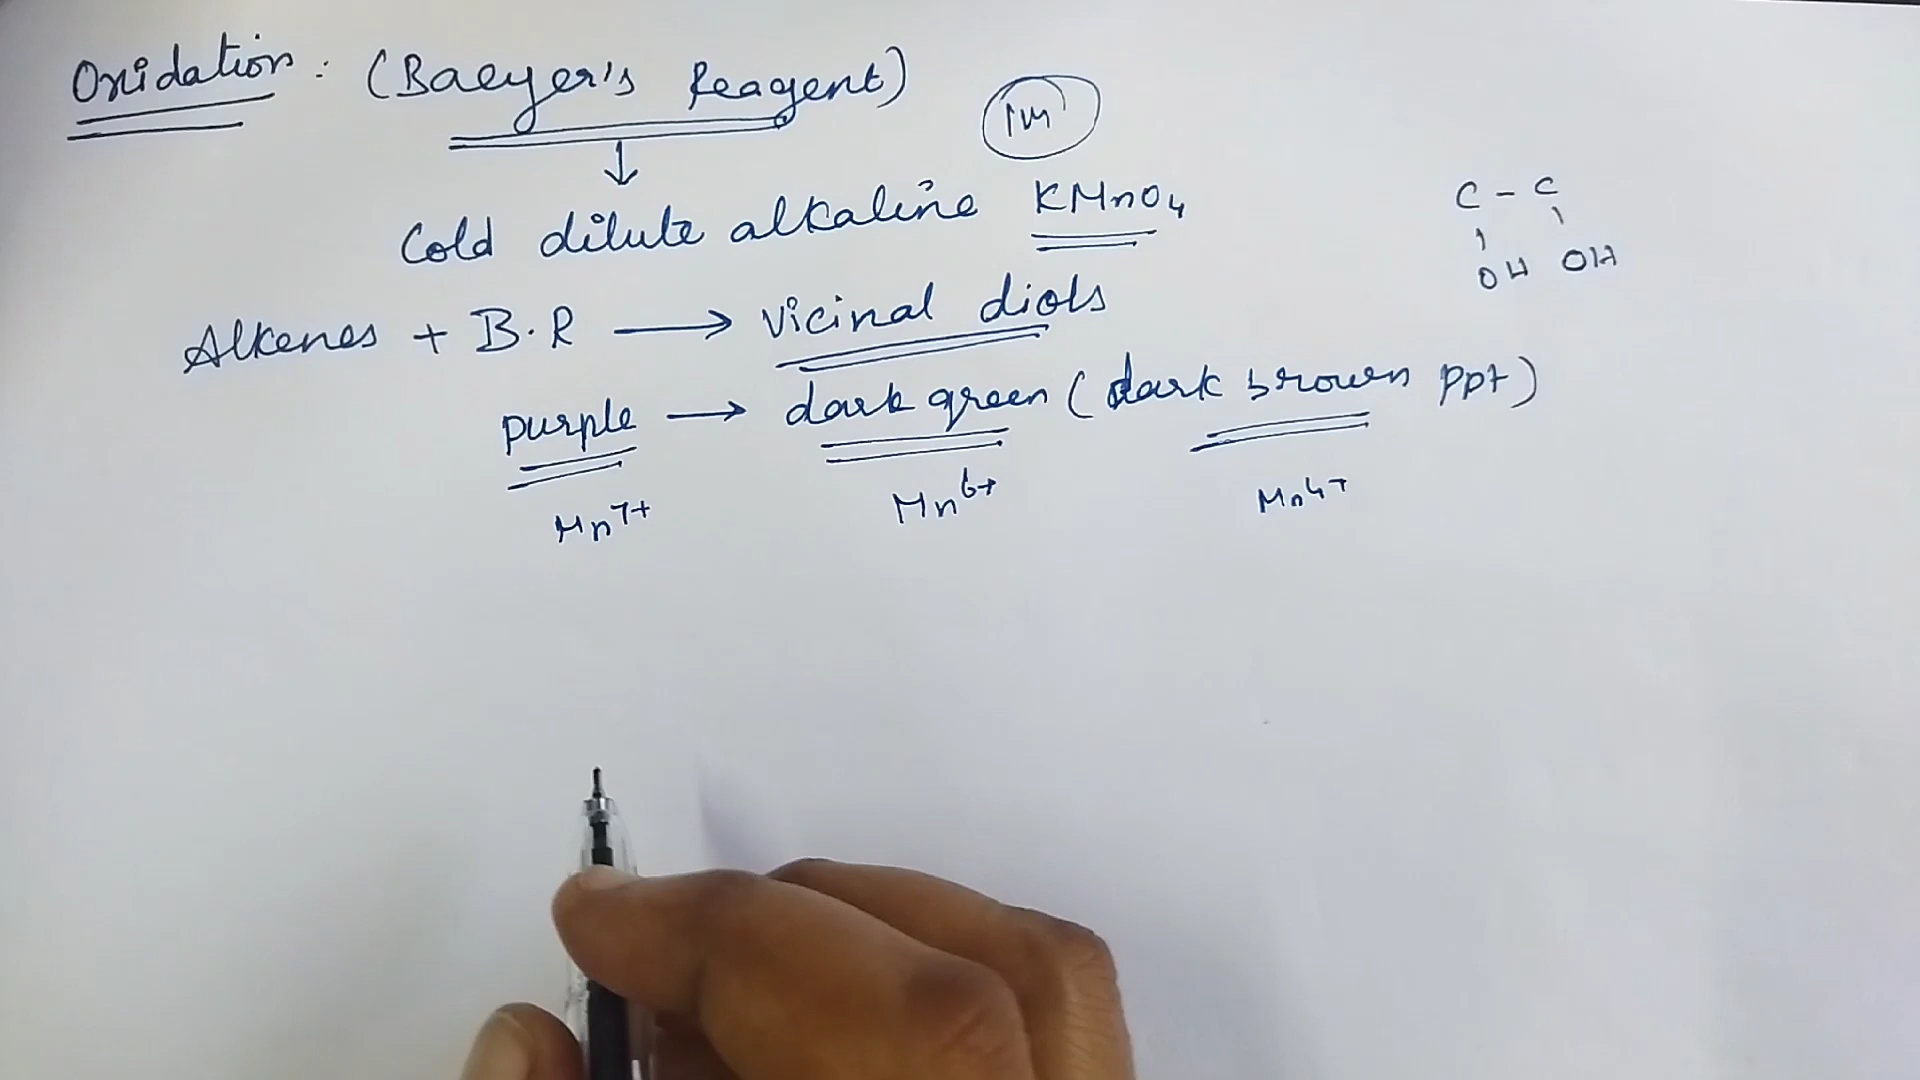 Oxidation : (Baeyer's Reagent)
1M
Cold dilute alkaline KMnO4
C - C
OH OH
Alkenes + B.R → Vicinal diols
purple → dark green (dark brown ppt)
Mn7+ Mn6+ Mn4+